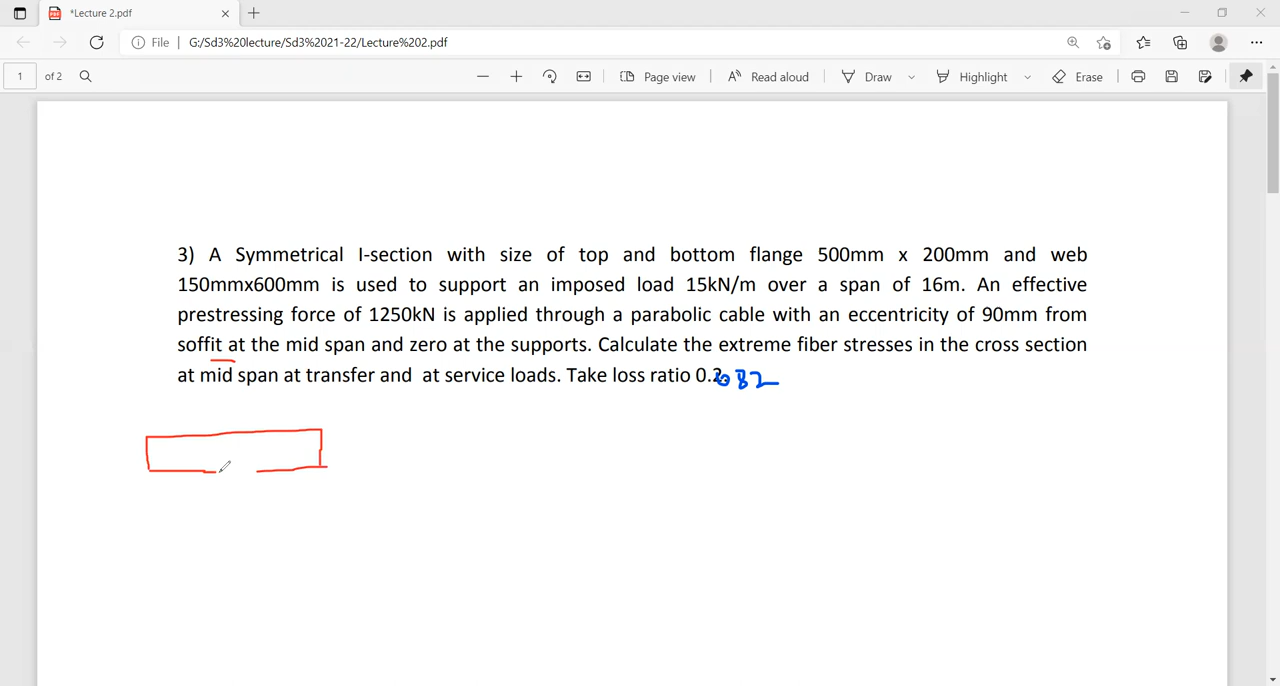 *Lecture 2.pdf
File G:/Sd3%20lecture/Sd3%2021-22/Lecture%202.pdf
1 of 2 Page view Read aloud Draw Highlight Erase
3) A Symmetrical I-section with size of top and bottom flange 500mm x 200mm and web
150mmx600mm is used to support an imposed load 15kN/m over a span of 16m. An effective
prestressing force of 1250kN is applied through a parabolic cable with an eccentricity of 90mm from
soffit at the mid span and zero at the supports. Calculate the extreme fiber stresses in the cross section
at mid span at transfer and at service loads. Take loss ratio 0.2